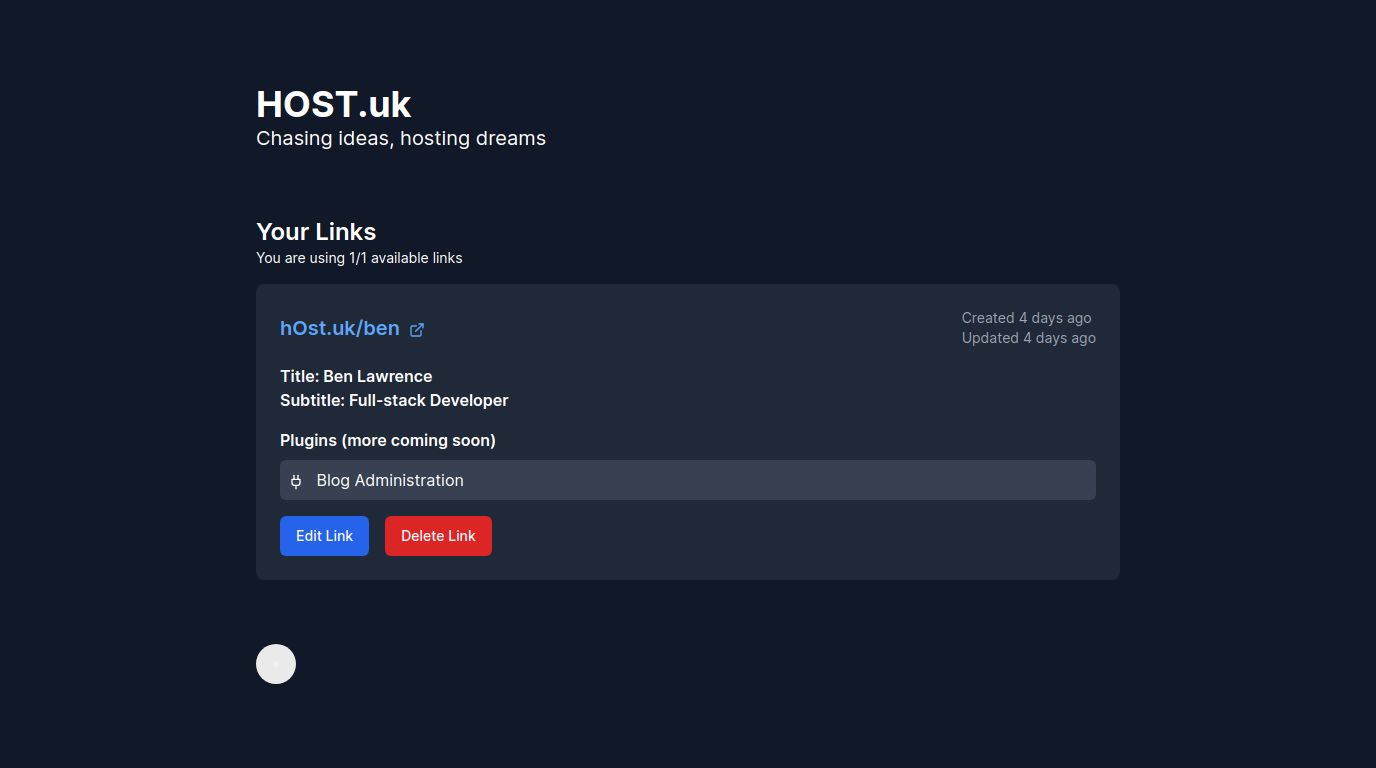 HOST.uk
Chasing ideas, hosting dreams
Your Links
You are using 1/1 available links
hOst.uk/ben
Created 4 days ago
Updated 4 days ago
Title: Ben Lawrence
Subtitle: Full-stack Developer
Plugins (more coming soon)
Blog Administration
Edit Link
Delete Link